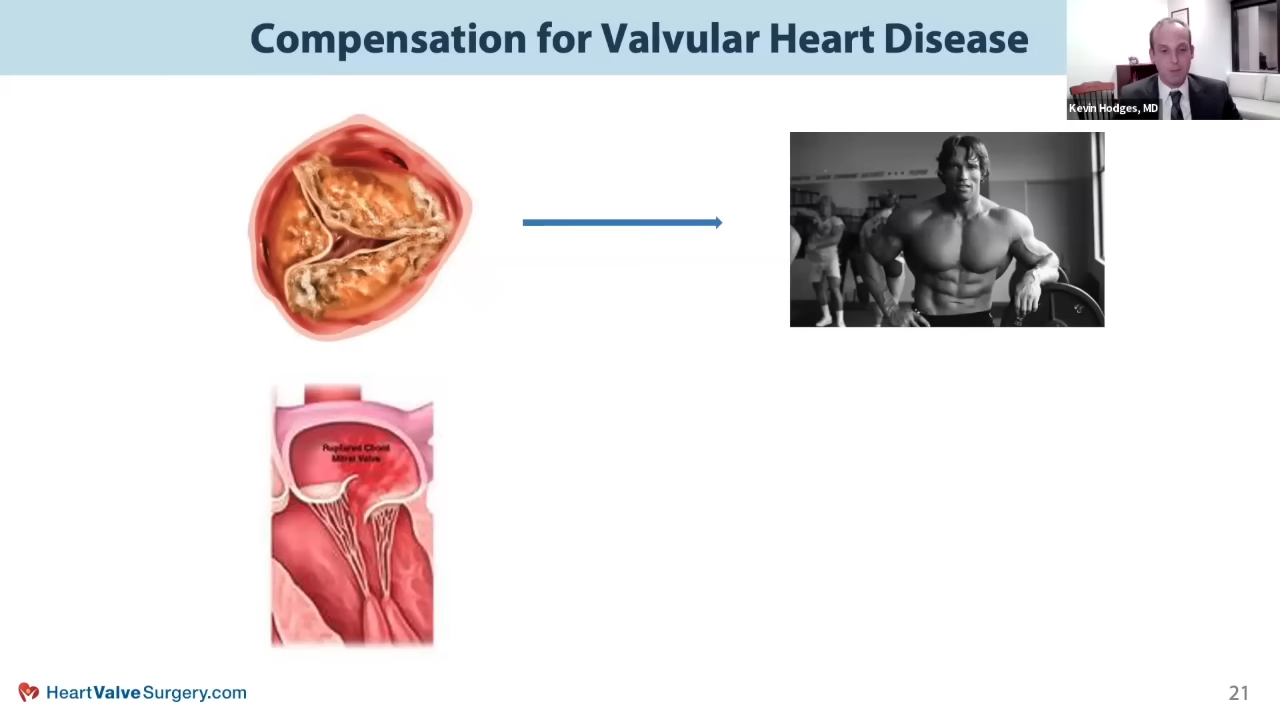 Compensation for Valvular Heart Disease
Kevin Hodges, MD
Ruptured Chord
Mitral Valve
HeartValveSurgery.com
21